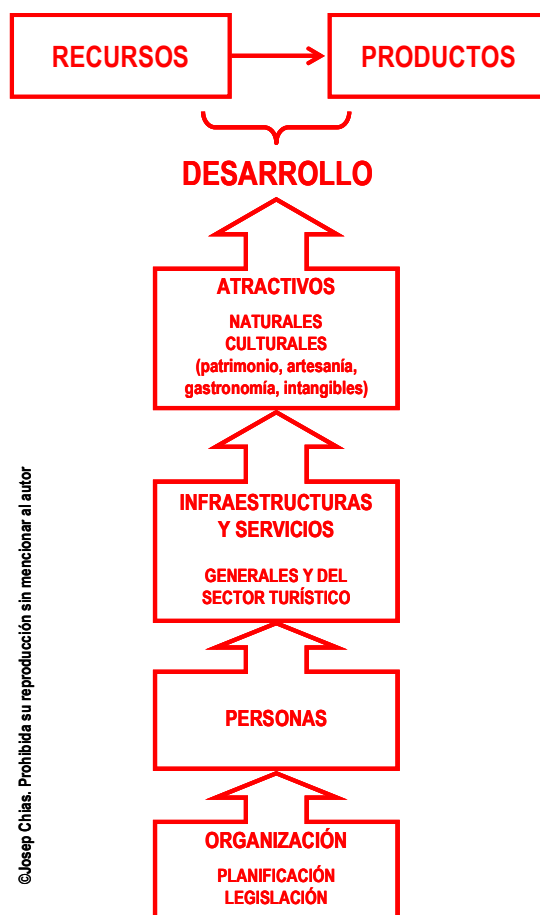 RECURSOS
PRODUCTOS
DESARROLLO
ATRACTIVOS
NATURALES
CULTURALES
(patrimonio, artesanía,
gastronomía, intangibles)
INFRAESTRUCTURAS
Y SERVICIOS
GENERALES Y DEL
SECTOR TURÍSTICO
PERSONAS
ORGANIZACIÓN
PLANIFICACIÓN
LEGISLACIÓN
©Josep Chias. Prohibida su reproducción sin mencionar al autor